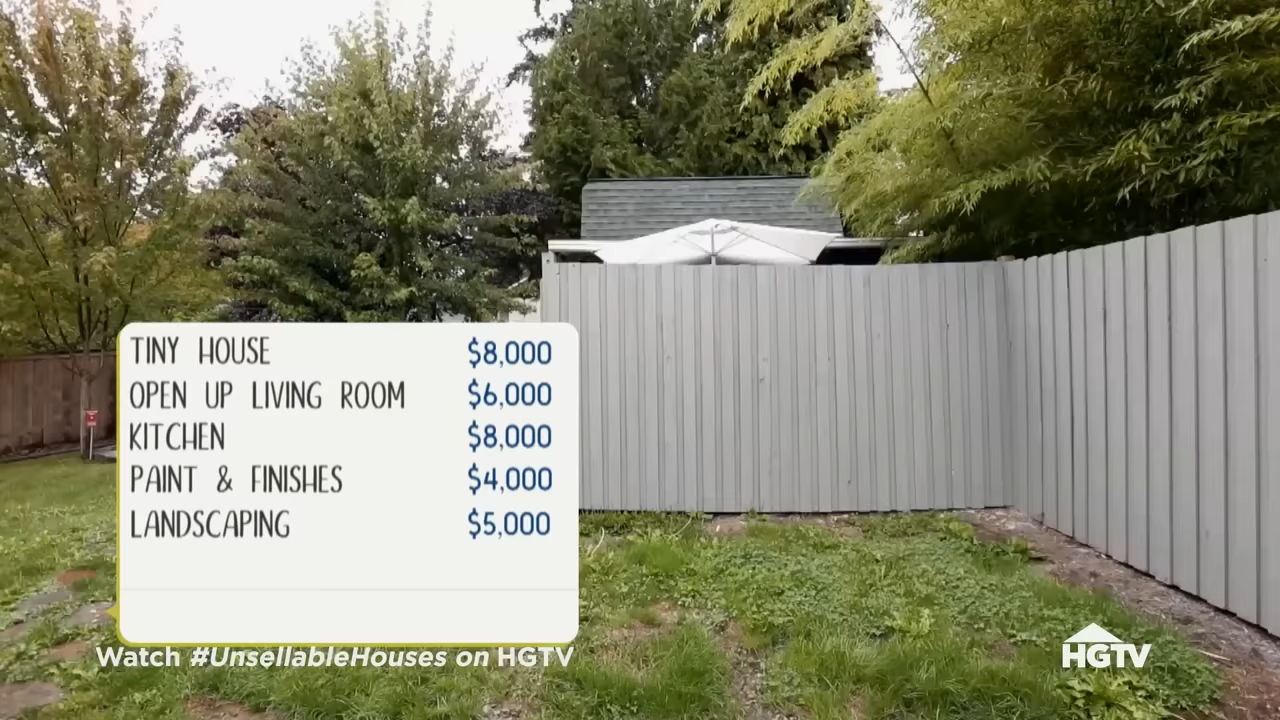 TINY HOUSE $8,000
OPEN UP LIVING ROOM $6,000
KITCHEN $8,000
PAINT & FINISHES $4,000
LANDSCAPING $5,000
Watch #UnsellableHouses on HGTV
HGTV